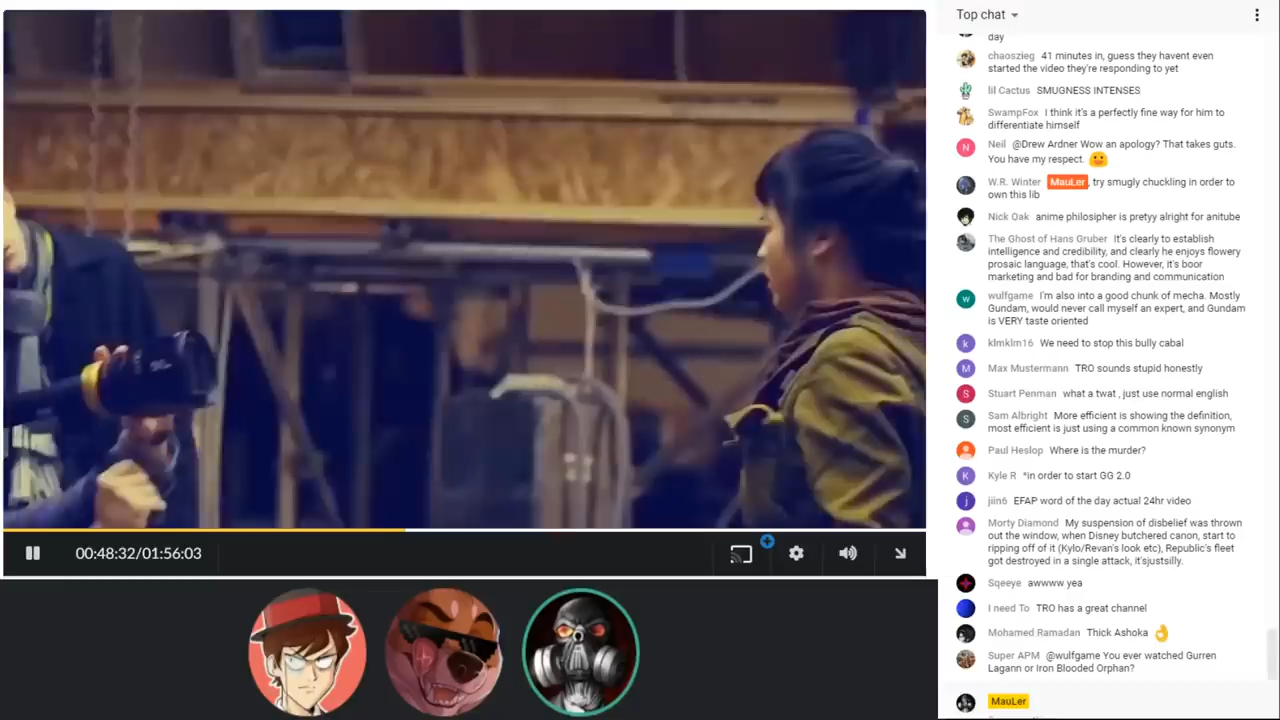 Top chat
day
chaoszieg 41 minutes in, guess they havent even
started the video they're responding to yet
lil Cactus SMUGNESS INTENSES
SwampFox I think it's a perfectly fine way for him to
differentiate himself
N Neil @Drew Ardner Wow an apology? That takes guts.
You have my respect.
W.R. Winter MauLer, try smugly chuckling in order to
own this lib
Nick Oak anime philosipher is pretyy alright for anitube
The Ghost of Hans Gruber It's clearly to establish
intelligence and credibility, and clearly he enjoys flowery
prosaic language, that's cool. However, it's boor
marketing and bad for branding and communication
w wulfgame I'm also into a good chunk of mecha. Mostly
Gundam, would never call myself an expert, and Gundam
is VERY taste oriented
k klmklm16 We need to stop this bully cabal
M Max Mustermann TRO sounds stupid honestly
S Stuart Penman what a twat , just use normal english
S Sam Albright More efficient is showing the definition,
most efficient is just using a common known synonym
Paul Heslop Where is the murder?
K Kyle R *in order to start GG 2.0
j jiin6 EFAP word of the day actual 24hr video
Morty Diamond My suspension of disbelief was thrown
out the window, when Disney butchered canon, start to
ripping off of it (Kylo/Revan's look etc), Republic's fleet
got destroyed in a single attack, it'sjustsilly.
Sqeeye awwww yea
I need To TRO has a great channel
Mohamed Ramadan Thick Ashoka 👌
Super APM @wulfgame You ever watched Gurren
Lagann or Iron Blooded Orphan?
MauLer
00:48:32/01:56:03